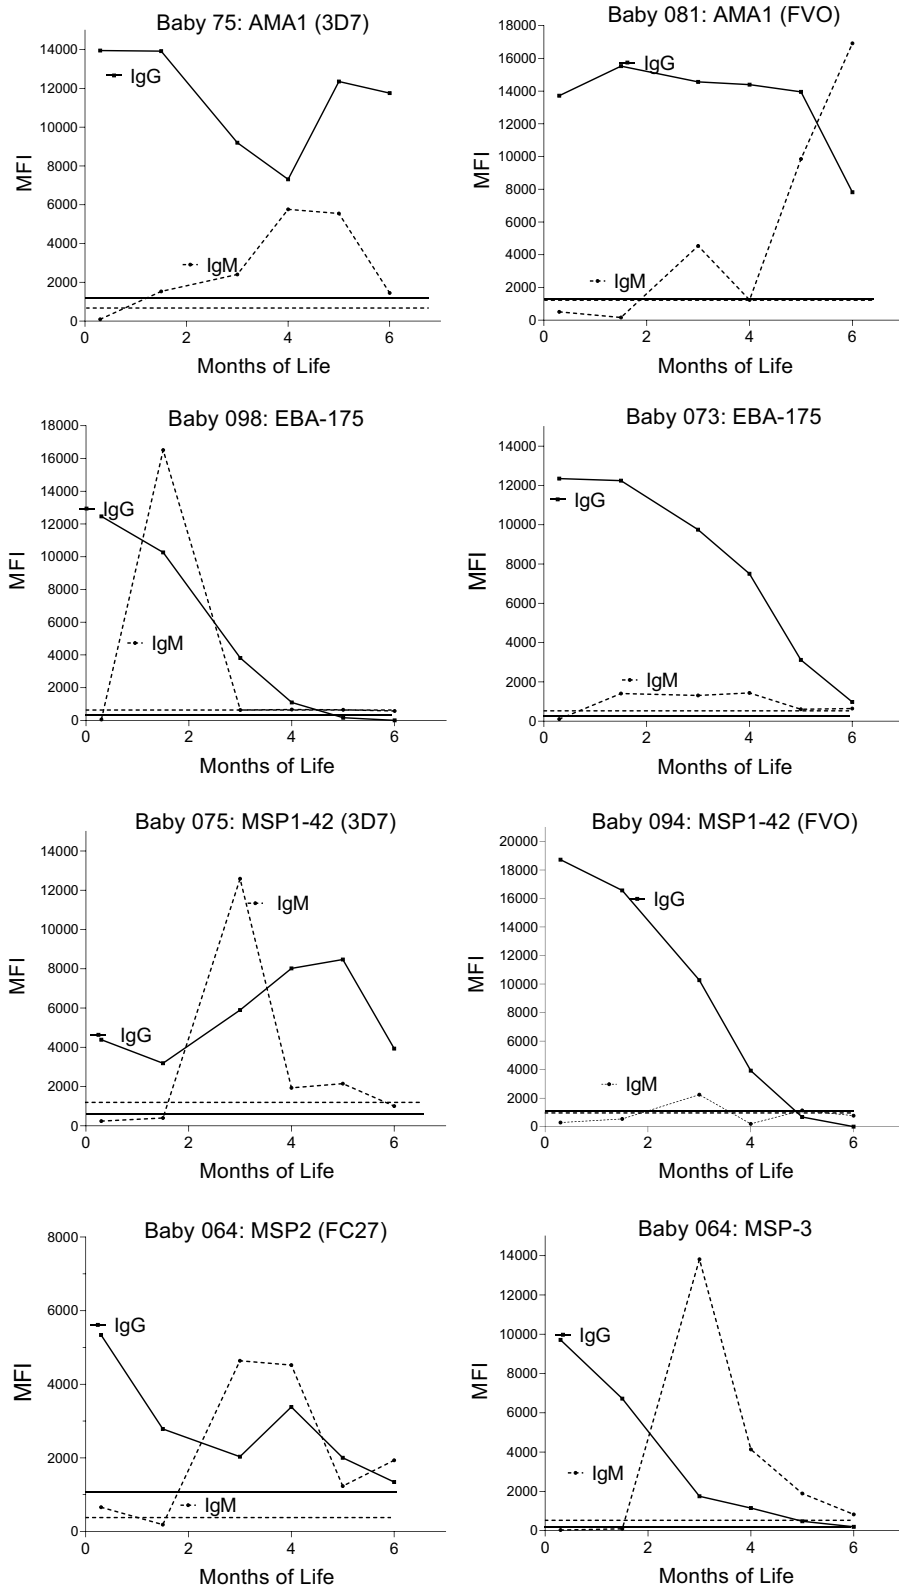 Baby 75: AMA1 (3D7)
14000
12000
10000
8000
6000
4000
2000
0
MFI
IgG
IgM
0 2 4 6
Months of Life
Baby 081: AMA1 (FVO)
18000
16000
14000
12000
10000
8000
6000
4000
2000
0
MFI
IgG
IgM
0 2 4 6
Months of Life
Baby 098: EBA-175
18000
16000
14000
12000
10000
8000
6000
4000
2000
0
MFI
IgG
IgM
0 2 4 6
Months of Life
Baby 073: EBA-175
14000
12000
10000
8000
6000
4000
2000
0
MFI
IgG
IgM
0 2 4 6
Months of Life
Baby 075: MSP1-42 (3D7)
14000
12000
10000
8000
6000
4000
2000
0
MFI
IgM
IgG
0 2 4 6
Months of Life
Baby 094: MSP1-42 (FVO)
20000
18000
16000
14000
12000
10000
8000
6000
4000
2000
0
MFI
IgG
IgM
0 2 4 6
Months of Life
Baby 064: MSP2 (FC27)
8000
6000
4000
2000
0
MFI
IgG
IgM
0 2 4 6
Months of Life
Baby 064: MSP-3
14000
12000
10000
8000
6000
4000
2000
0
MFI
IgG
IgM
0 2 4 6
Months of Life